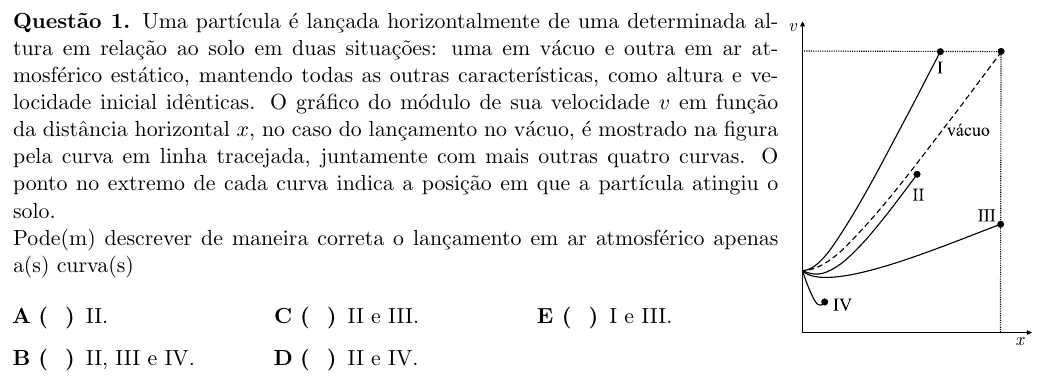 Questão 1. Uma partícula é lançada horizontalmente de uma determinada al-
tura em relação ao solo em duas situações: uma em vácuo e outra em ar at-
mosférico estático, mantendo todas as outras características, como altura e ve-
locidade inicial idênticas. O gráfico do módulo de sua velocidade v em função
da distância horizontal x, no caso do lançamento no vácuo, é mostrado na figura
pela curva em linha tracejada, juntamente com mais outras quatro curvas. O
ponto no extremo de cada curva indica a posição em que a partícula atingiu o
solo.
Pode(m) descrever de maneira correta o lançamento em ar atmosférico apenas
a(s) curva(s)
A ( ) II.
C ( ) II e III.
E ( ) I e III.
B ( ) II, III e IV.
D ( ) II e IV.
v
I
vácuo
II
III
IV
x